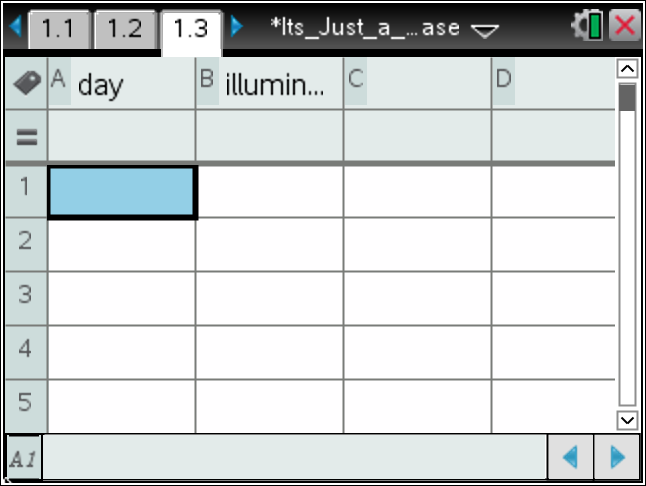 1.1 1.2 1.3 *Its_Just_a_...ase
A day B illumin... C D
=
1
2
3
4
5
A1